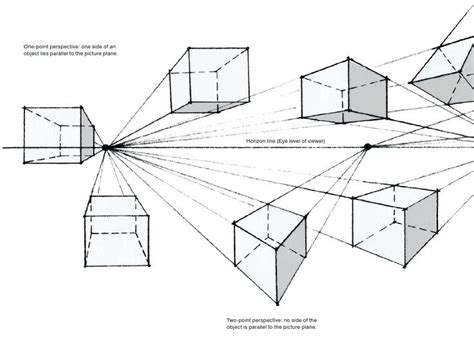 One-point perspective: one side of an
object lies parallel to the picture plane.
Horizon line (Eye level of viewer)
Two-point perspective: no side of the
object is parallel to the picture plane.